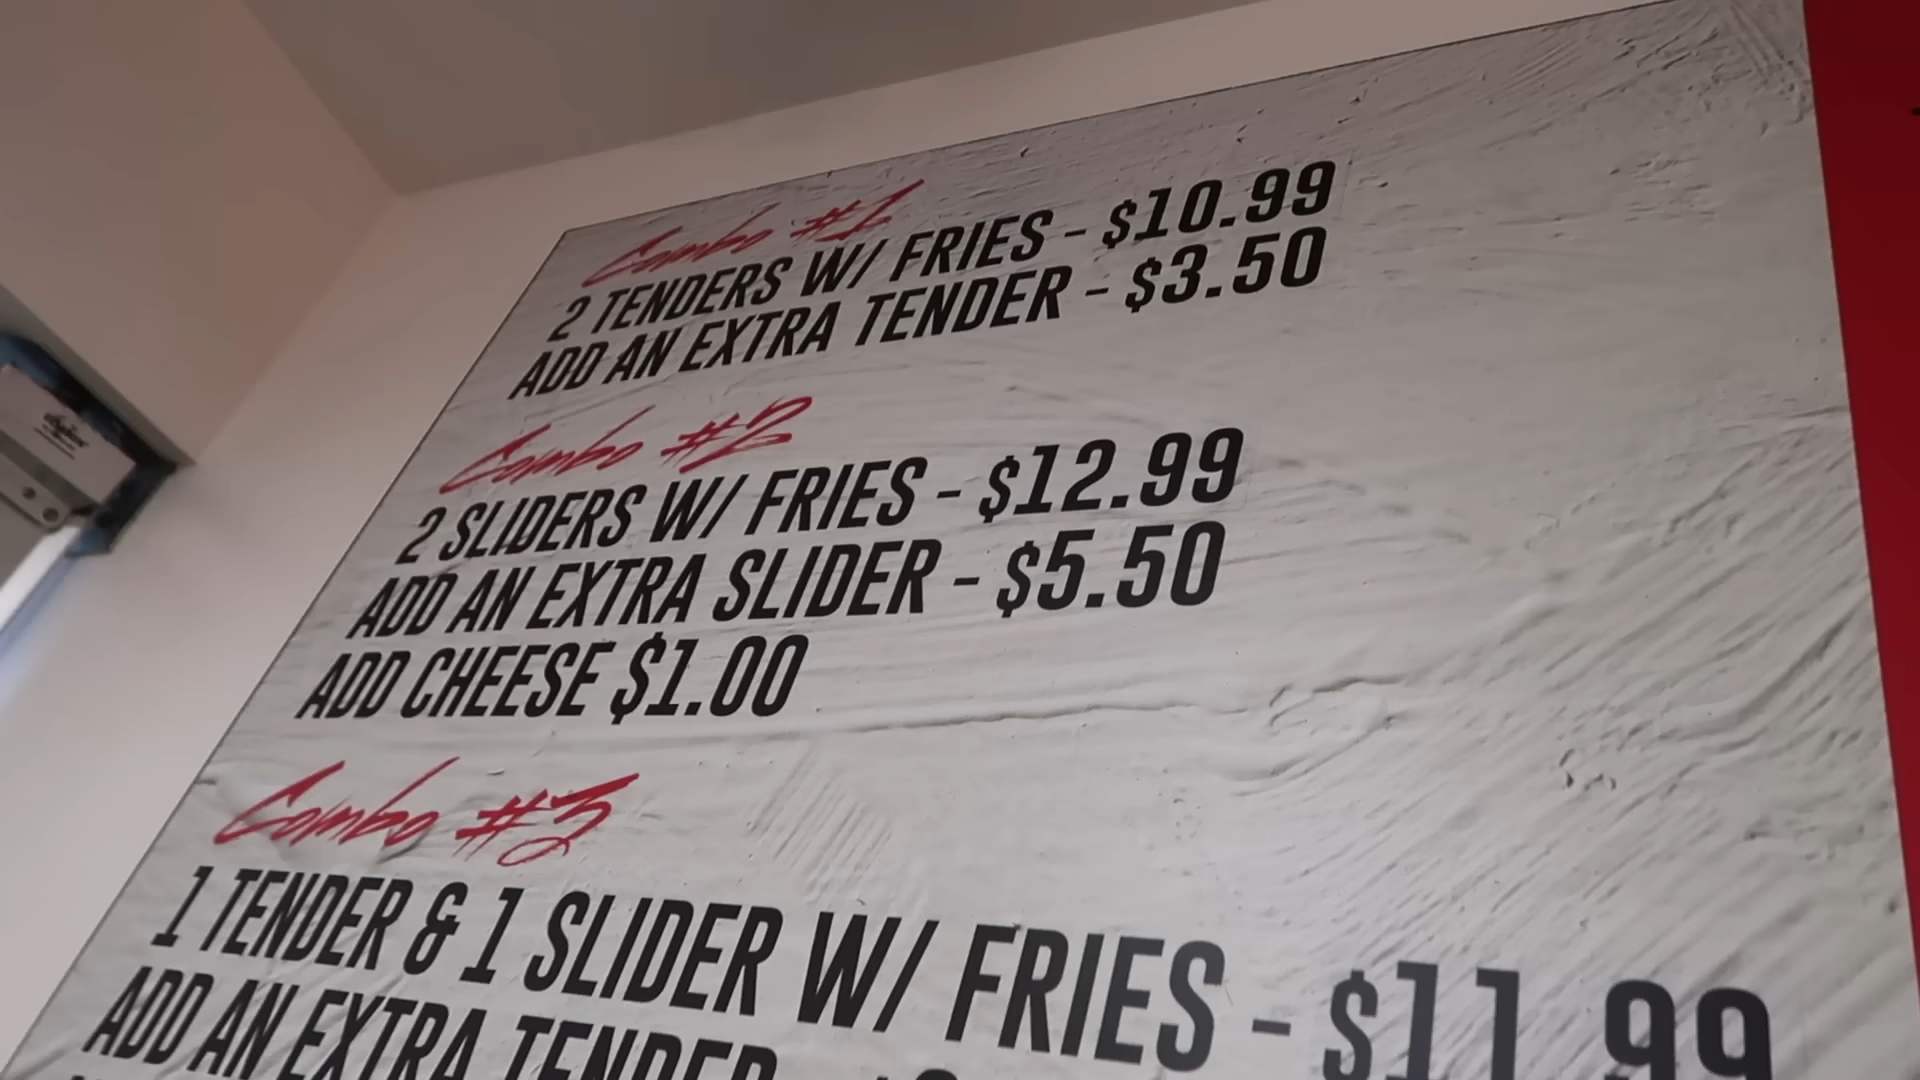 Combo #1
2 TENDERS W/ FRIES - $10.99
ADD AN EXTRA TENDER - $3.50
Combo #2
2 SLIDERS W/ FRIES - $12.99
ADD AN EXTRA SLIDER - $5.50
ADD CHEESE $1.00
Combo #3
1 TENDER & 1 SLIDER W/ FRIES - $11.99
ADD AN EXTRA TENDER